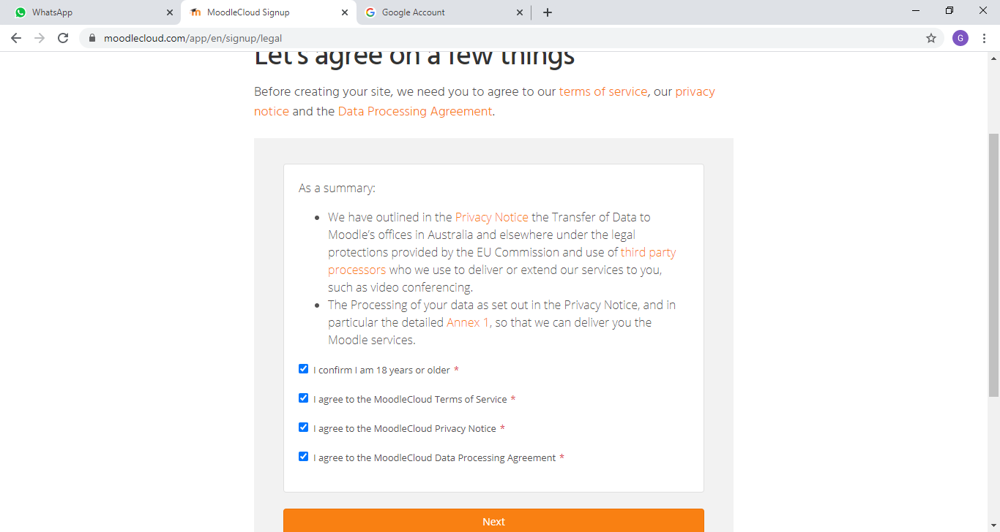 WhatsApp
MoodleCloud Signup
Google Account
moodlecloud.com/app/en/signup/legal
G
Let's agree on a few things
Before creating your site, we need you to agree to our terms of service, our privacy
notice and the Data Processing Agreement.
As a summary:
• We have outlined in the Privacy Notice the Transfer of Data to
Moodle’s offices in Australia and elsewhere under the legal
protections provided by the EU Commission and use of third party
processors who we use to deliver or extend our services to you,
such as video conferencing.
• The Processing of your data as set out in the Privacy Notice, and in
particular the detailed Annex 1, so that we can deliver you the
Moodle services.
I confirm I am 18 years or older *
I agree to the MoodleCloud Terms of Service *
I agree to the MoodleCloud Privacy Notice *
I agree to the MoodleCloud Data Processing Agreement *
Next